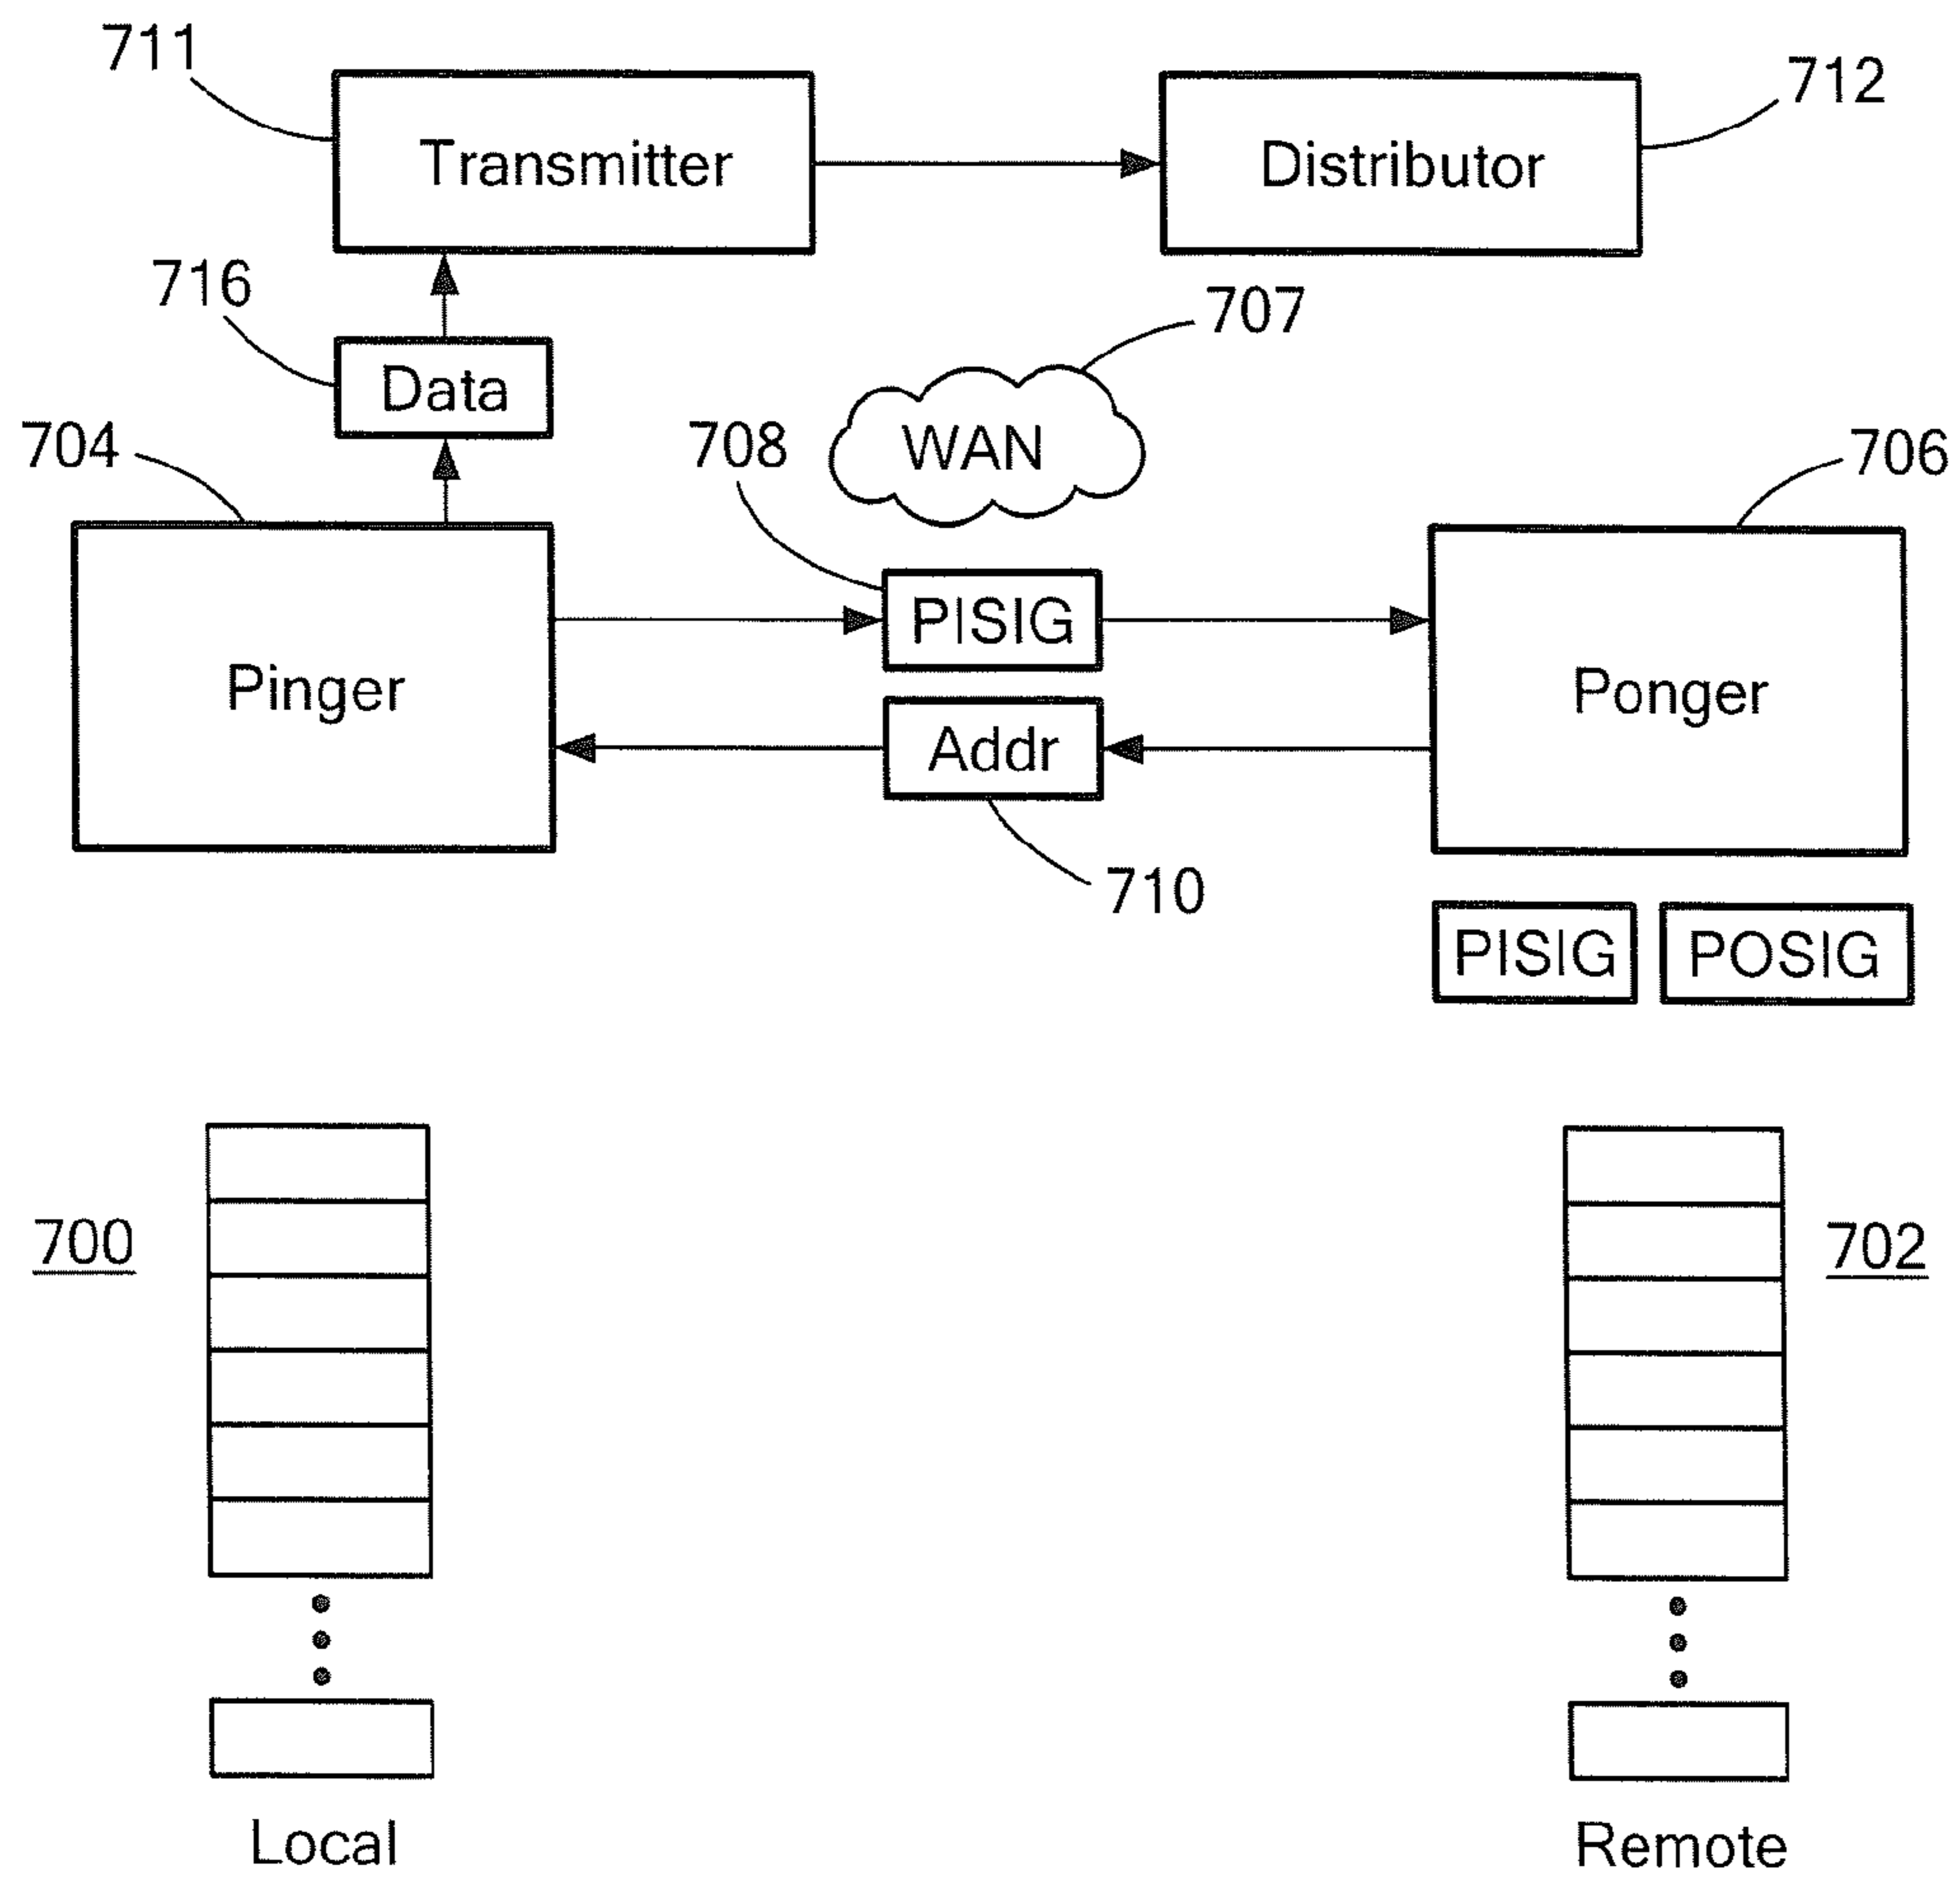 711
Transmitter
Distributor
712
716
Data
707
704
708
WAN
706
PISIG
Pinger
Ponger
Addr
710
PISIG
POSIG
700
702
Local
Remote